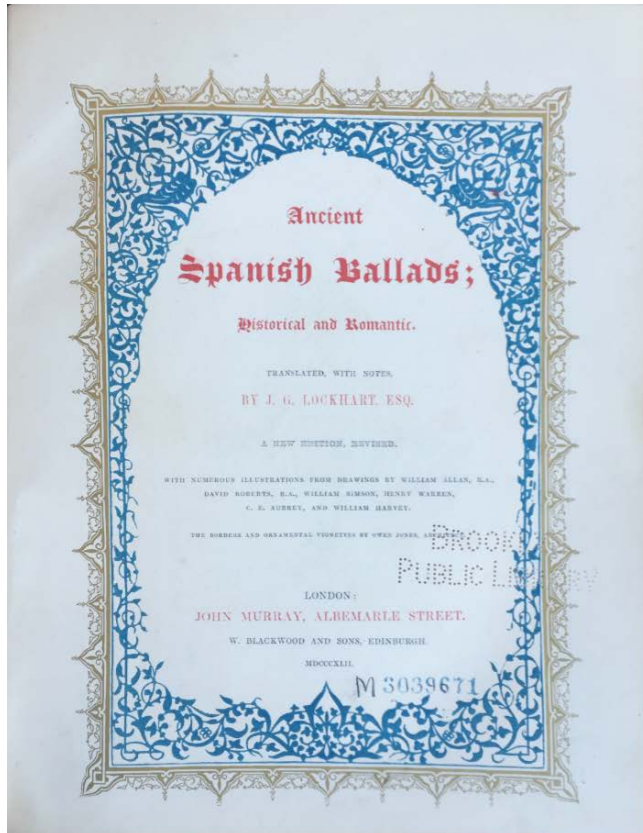 Ancient
Spanish Ballads;
Historical and Romantic.
TRANSLATED, WITH NOTES,
BY J. G. LOCKHART, ESQ.
A NEW EDITION, REVISED.
WITH NUMEROUS ILLUSTRATIONS FROM DRAWINGS BY WILLIAM ALLAN, R.A.,
DAVID ROBERTS, R.A., WILLIAM SIMSON, HENRY WARREN,
C. E. AUBREY, AND WILLIAM HARVEY.
THE BORDERS AND ORNAMENTAL VIGNETTES BY OWEN JONES,
PUBLIC
LONDON:
JOHN MURRAY, ALBEMARLE STREET.
W. BLACKWOOD AND SONS, EDINBURGH.
MDCCCXLII.
M 3039671